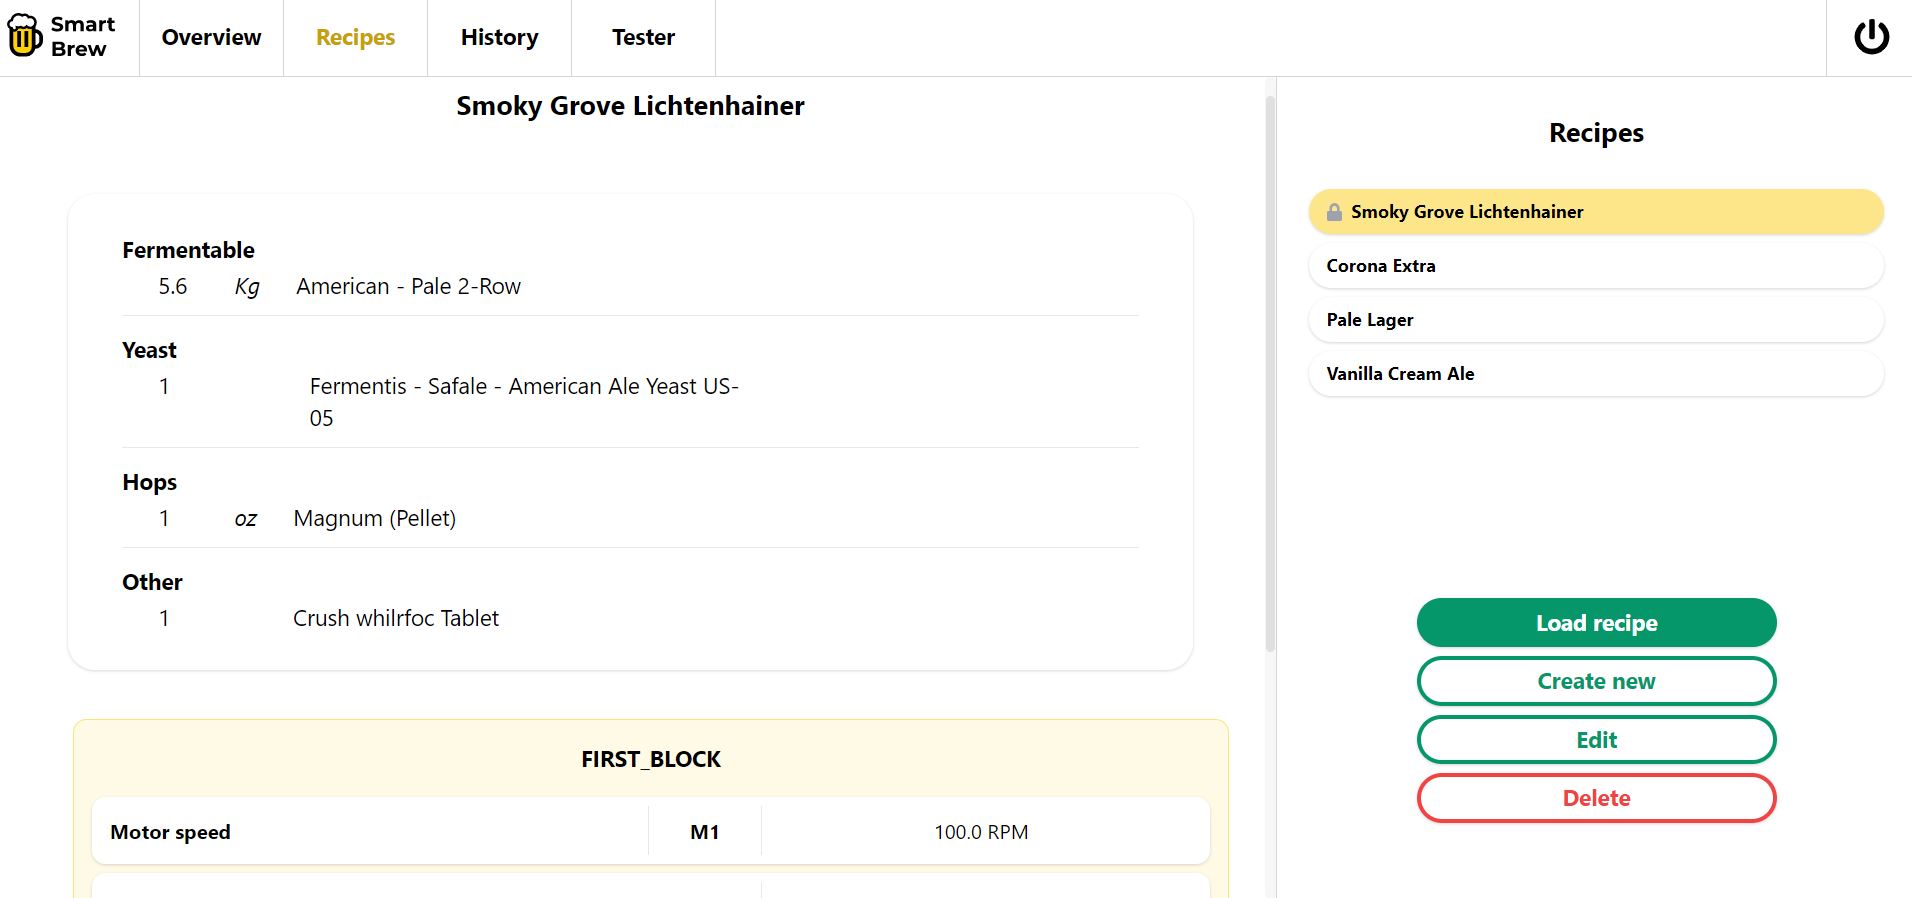 Smart
Brew
Overview
Recipes
History
Tester
Smoky Grove Lichtenhainer
Fermentable
5.6 Kg American - Pale 2-Row
Yeast
1 Fermentis - Safale - American Ale Yeast US-
05
Hops
1 oz Magnum (Pellet)
Other
1 Crush whilrfoc Tablet
FIRST_BLOCK
Motor speed M1 100.0 RPM
Recipes
Smoky Grove Lichtenhainer
Corona Extra
Pale Lager
Vanilla Cream Ale
Load recipe
Create new
Edit
Delete